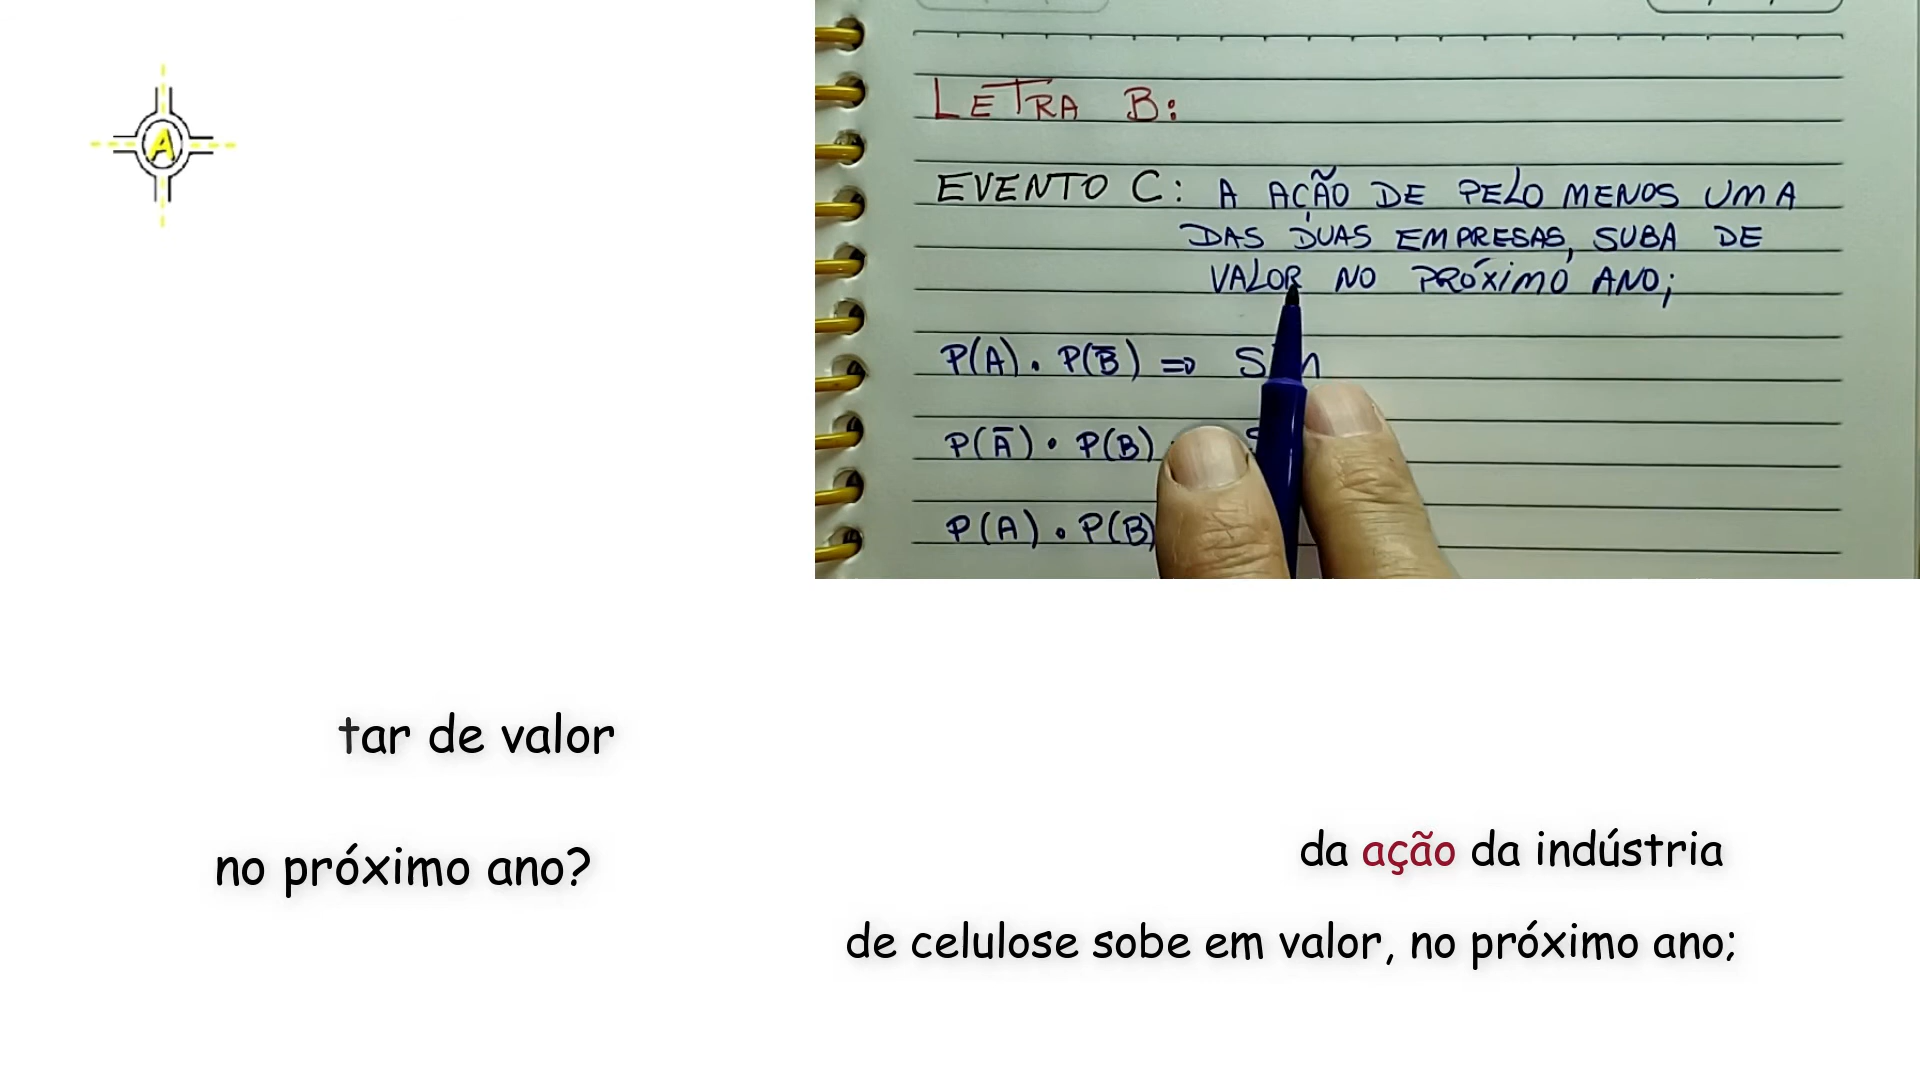 A
LETRA B:
EVENTO C: A AÇÃO DE PELO MENOS UMA
DAS DUAS EMPRESAS, SUBA DE
VALOR NO PRÓXIMO ANO;
P(A) . P(B̅) ⇒
P(A̅) . P(B)
P(A) . P(B)
tar de valor
no próximo ano?
da ação da indústria
de celulose sobe em valor, no próximo ano;